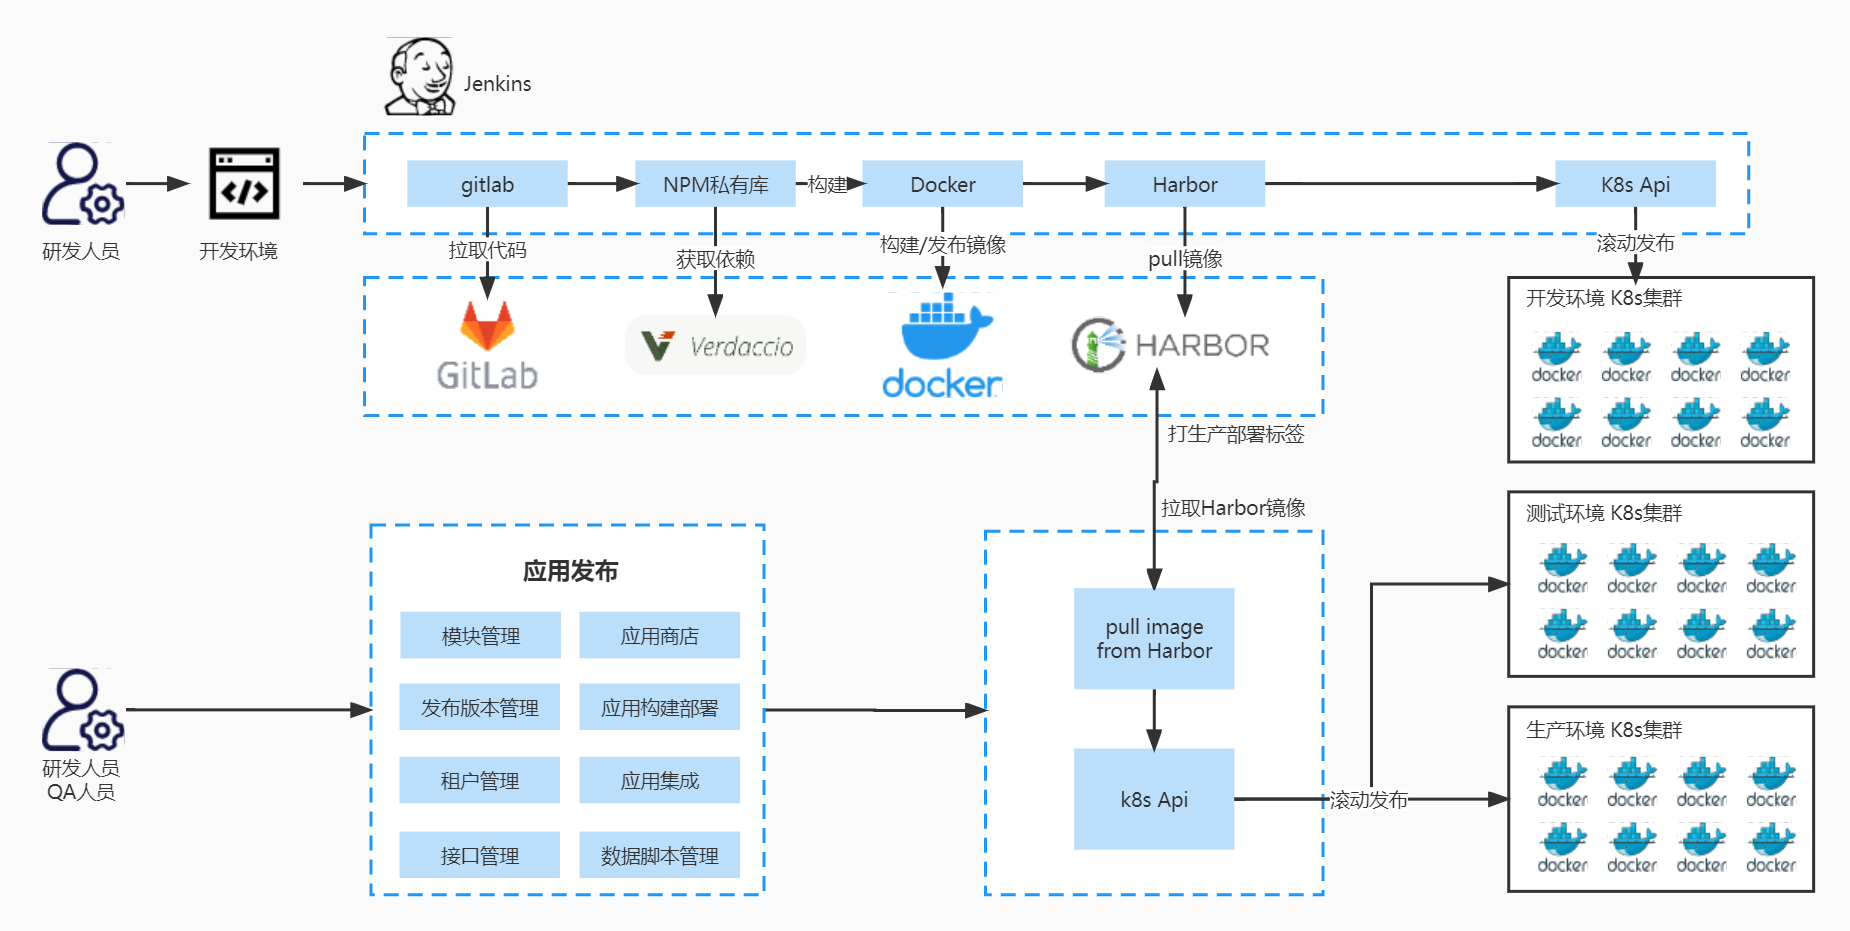 Jenkins
gitlab
NPM私有库
构建
Docker
Harbor
K8s Api
研发人员
开发环境
拉取代码
获取依赖
构建/发布镜像
pull镜像
滚动发布
GitLab
Verdaccio
docker
HARBOR
开发环境 K8s集群
docker docker docker docker
docker docker docker docker
打生产部署标签
拉取Harbor镜像
测试环境 K8s集群
docker docker docker docker
docker docker docker docker
应用发布
模块管理
应用商店
发布版本管理
应用构建部署
租户管理
应用集成
接口管理
数据脚本管理
研发人员
QA人员
pull image
from Harbor
k8s Api
滚动发布
生产环境 K8s集群
docker docker docker docker
docker docker docker docker